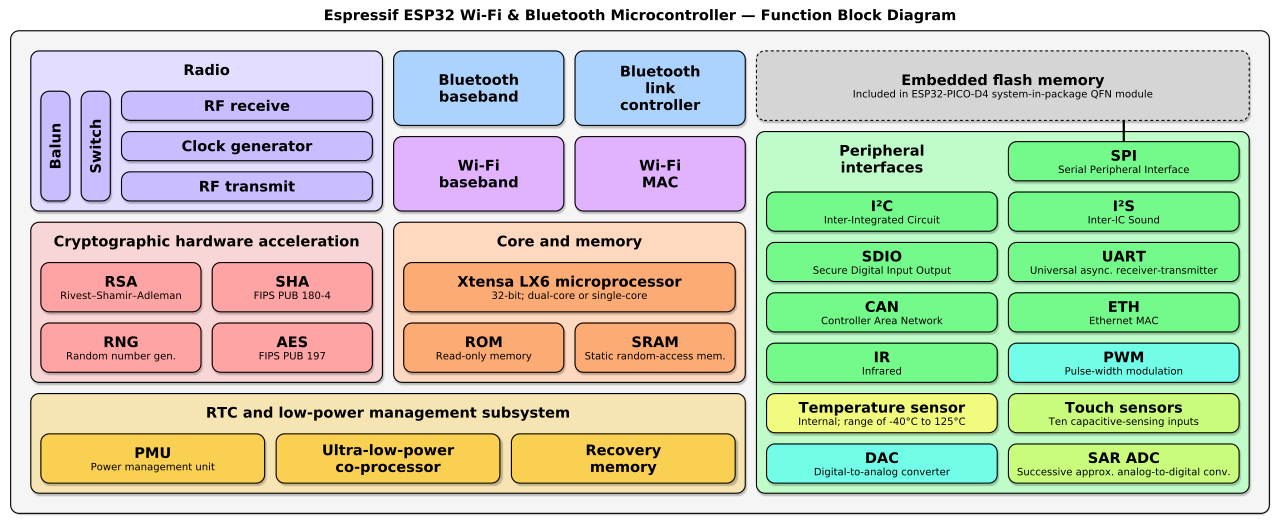 Espressif ESP32 Wi-Fi & Bluetooth Microcontroller — Function Block Diagram
Radio
Balun
Switch
RF receive
Clock generator
RF transmit
Bluetooth
baseband
Bluetooth
link
controller
Wi-Fi
baseband
Wi-Fi
MAC
Embedded flash memory
Included in ESP32-PICO-D4 system-in-package QFN module
Cryptographic hardware acceleration
RSA
Rivest–Shamir–Adleman
SHA
FIPS PUB 180-4
RNG
Random number gen.
AES
FIPS PUB 197
Core and memory
Xtensa LX6 microprocessor
32-bit; dual-core or single-core
ROM
Read-only memory
SRAM
Static random-access mem.
RTC and low-power management subsystem
PMU
Power management unit
Ultra-low-power
co-processor
Recovery
memory
Peripheral
interfaces
SPI
Serial Peripheral Interface
I²C
Inter-Integrated Circuit
I²S
Inter-IC Sound
SDIO
Secure Digital Input Output
UART
Universal async. receiver-transmitter
CAN
Controller Area Network
ETH
Ethernet MAC
IR
Infrared
PWM
Pulse-width modulation
Temperature sensor
Internal; range of -40°C to 125°C
Touch sensors
Ten capacitive-sensing inputs
DAC
Digital-to-analog converter
SAR ADC
Successive approx. analog-to-digital conv.